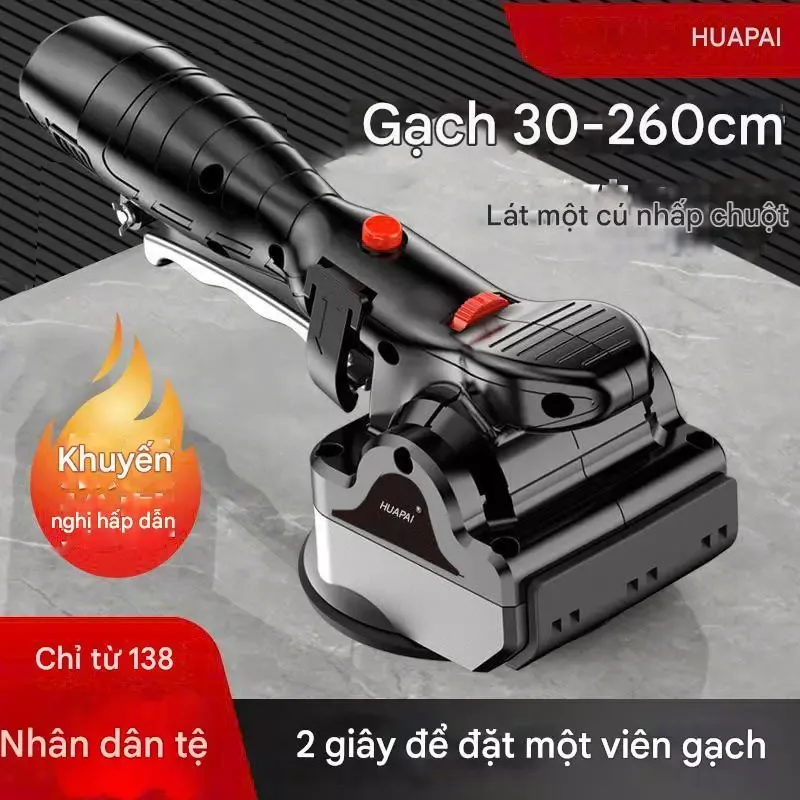 HUAPAI
Gạch 30-260cm
Lát một cú nhấp chuột
Khuyến
nghị hấp dẫn
HUAPAI
Chỉ từ 138
Nhân dân tệ
2 giây để đặt một viên gạch